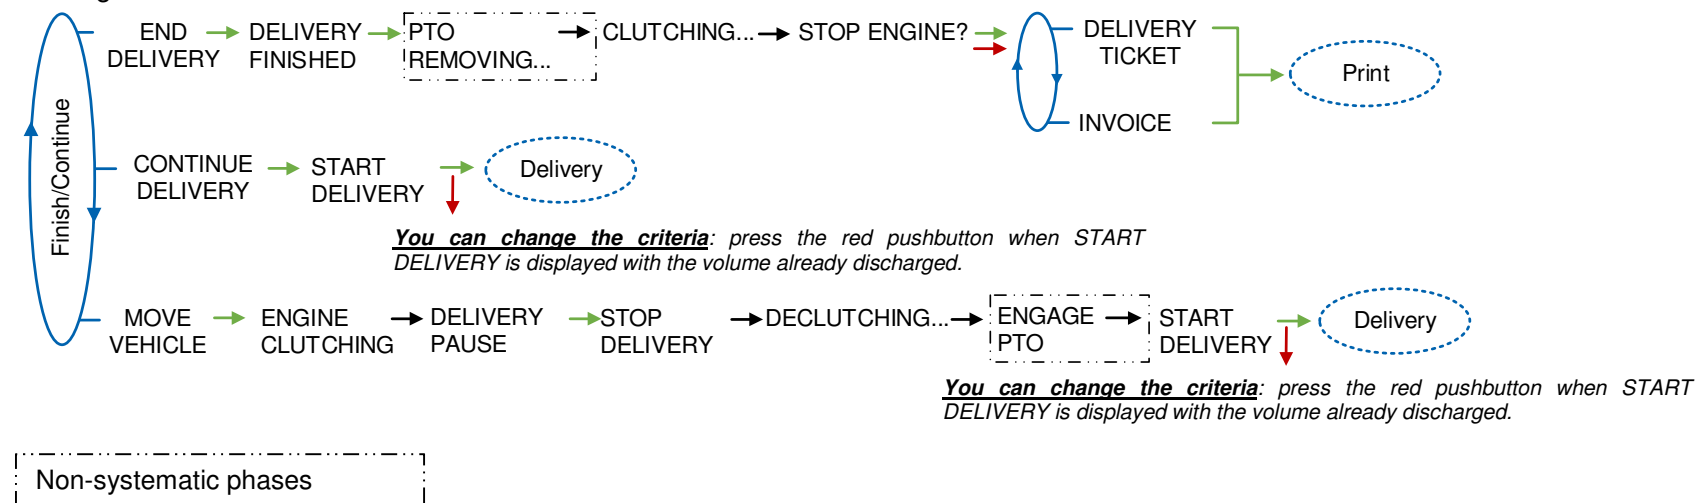 END DELIVERY FINISHED PTO REMOVING... CLUTCHING... STOP ENGINE? DELIVERY TICKET
DELIVERY
Print
INVOICE
Finish/Continue
CONTINUE DELIVERY
START DELIVERY
Delivery
You can change the criteria: press the red pushbutton when START
DELIVERY is displayed with the volume already discharged.
MOVE VEHICLE
ENGINE CLUTCHING
DELIVERY PAUSE
STOP DELIVERY
DECLUTCHING...
ENGAGE PTO
START DELIVERY
Delivery
You can change the criteria: press the red pushbutton when START
DELIVERY is displayed with the volume already discharged.
Non-systematic phases